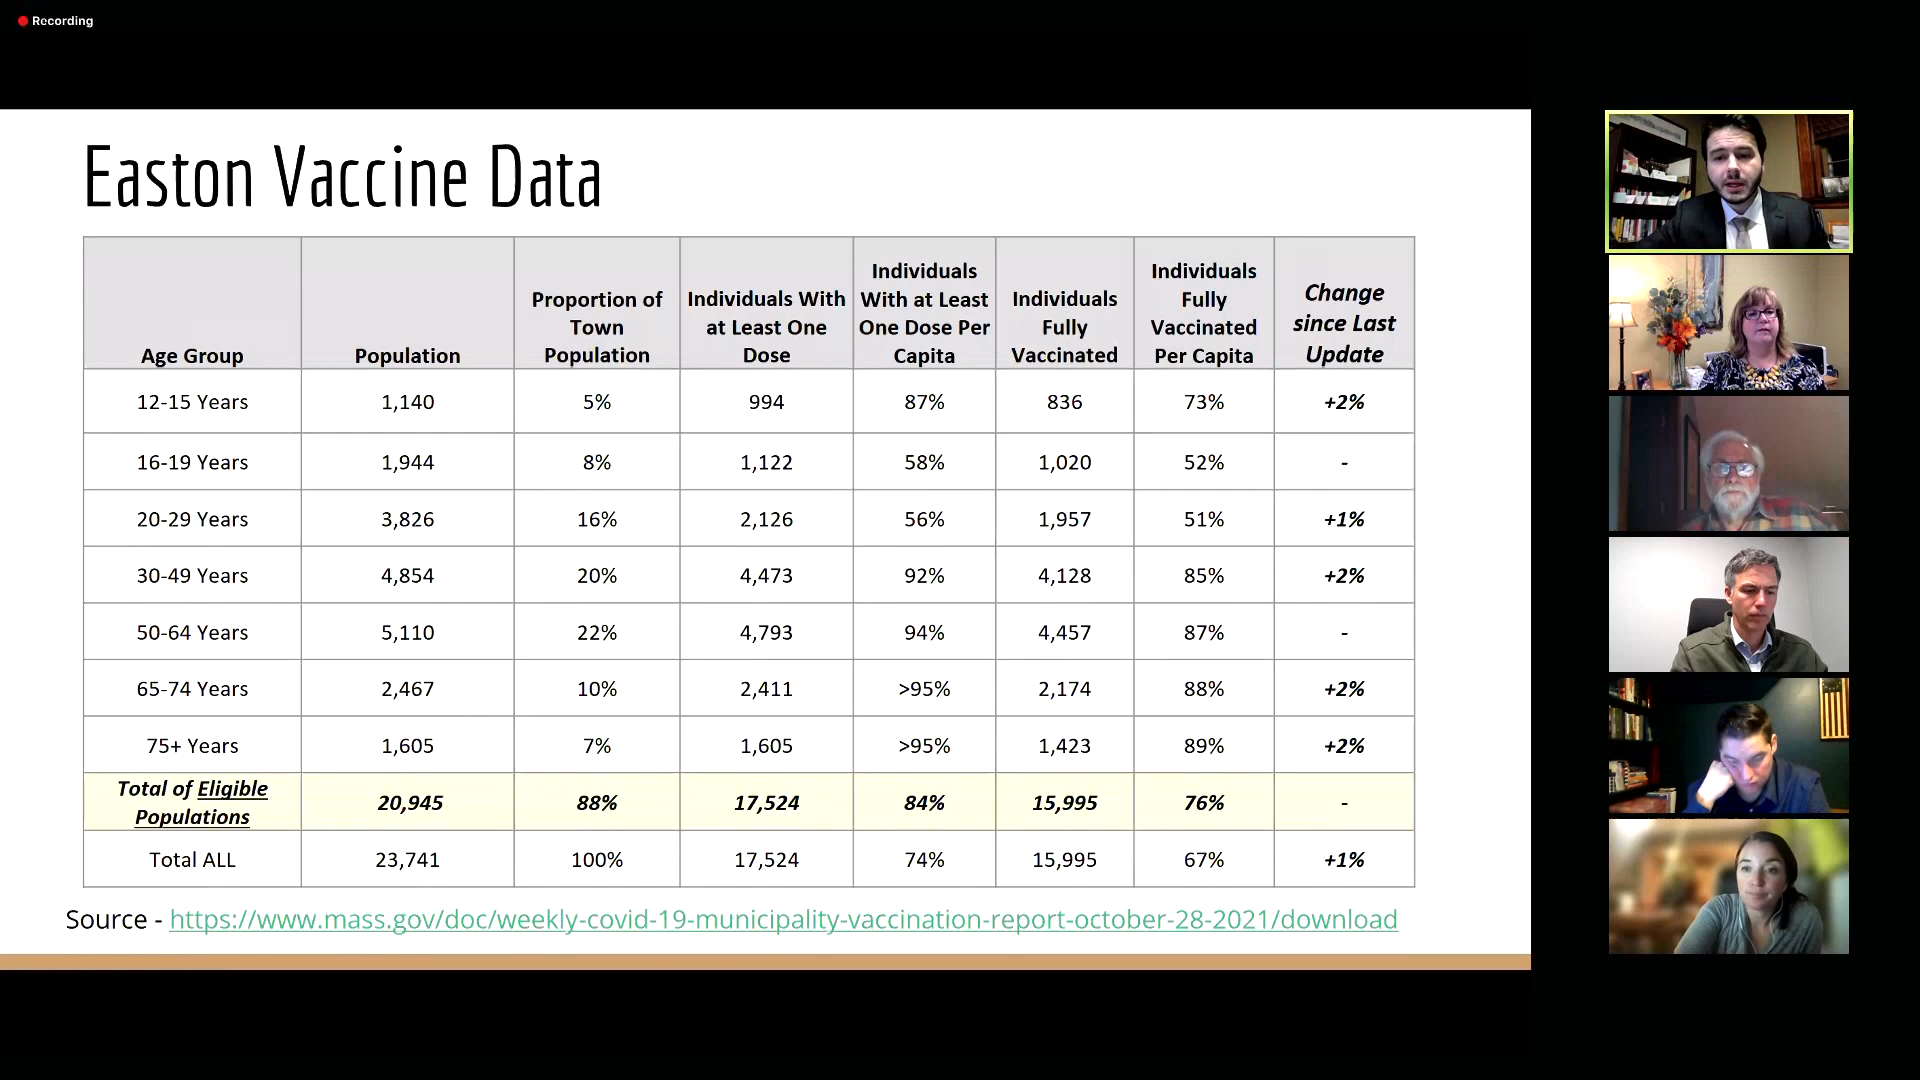 Recording
Easton Vaccine Data
Age Group Population Proportion of Town Population Individuals With at Least One Dose Individuals With at Least One Dose Per Capita Individuals Fully Vaccinated Individuals Fully Vaccinated Per Capita Change since Last Update
12-15 Years 1,140 5% 994 87% 836 73% +2%
16-19 Years 1,944 8% 1,122 58% 1,020 52% -
20-29 Years 3,826 16% 2,126 56% 1,957 51% +1%
30-49 Years 4,854 20% 4,473 92% 4,128 85% +2%
50-64 Years 5,110 22% 4,793 94% 4,457 87% -
65-74 Years 2,467 10% 2,411 >95% 2,174 88% +2%
75+ Years 1,605 7% 1,605 >95% 1,423 89% +2%
Total of Eligible Populations 20,945 88% 17,524 84% 15,995 76% -
Total ALL 23,741 100% 17,524 74% 15,995 67% +1%
Source - https://www.mass.gov/doc/weekly-covid-19-municipality-vaccination-report-october-28-2021/download